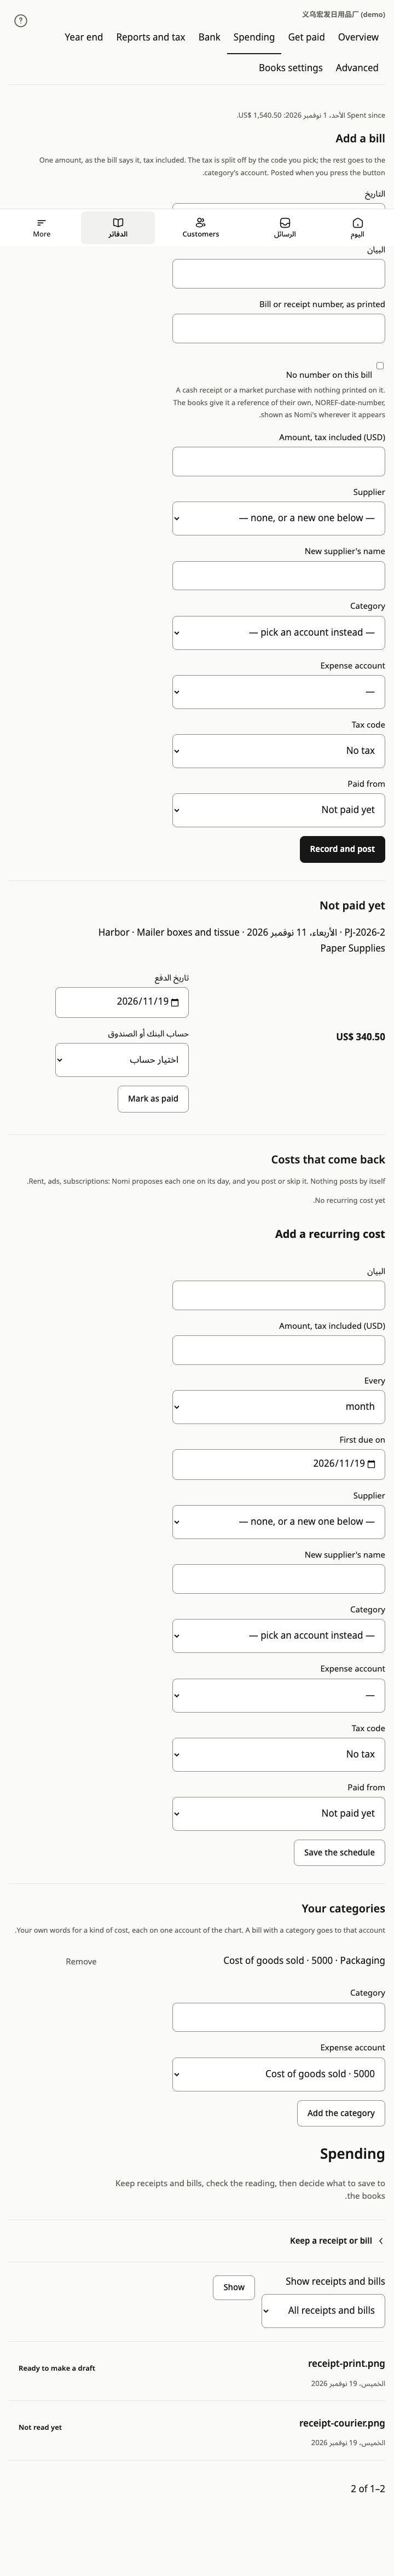 义乌宏发日用品厂 (demo)
Overview
Get paid
Spending
Bank
Reports and tax
Year end
Advanced
Books settings
Spent since الأحد، 1 نوفمبر 2026: US$ 1,540.50.
Add a bill
One amount, as the bill says it, tax included. The tax is split off by the code you pick; the rest goes to the
category's account. Posted when you press the button.
التاريخ
اليوم
الرسائل
Customers
الدفاتر
More
البيان
Bill or receipt number, as printed
No number on this bill
A cash receipt or a market purchase with nothing printed on it.
The books give it a reference of their own, NOREF-date-number,
shown as Nomi's wherever it appears.
Amount, tax included (USD)
Supplier
— none, or a new one below —
New supplier's name
Category
— pick an account instead —
Expense account
—
Tax code
No tax
Paid from
Not paid yet
Record and post
Not paid yet
PJ-2026-2 · الأربعاء، 11 نوفمبر 2026 · Harbor · Mailer boxes and tissue
Paper Supplies
US$ 340.50
تاريخ الدفع
2026/11/19
حساب البنك أو الصندوق
اختيار حساب
Mark as paid
Costs that come back
Rent, ads, subscriptions: Nomi proposes each one on its day, and you post or skip it. Nothing posts by itself.
No recurring cost yet.
Add a recurring cost
البيان
Amount, tax included (USD)
Every
month
First due on
2026/11/19
Supplier
— none, or a new one below —
New supplier's name
Category
— pick an account instead —
Expense account
—
Tax code
No tax
Paid from
Not paid yet
Save the schedule
Your categories
Your own words for a kind of cost, each on one account of the chart. A bill with a category goes to that account.
Cost of goods sold · 5000 · Packaging
Remove
Category
Expense account
Cost of goods sold · 5000
Add the category
Spending
Keep receipts and bills, check the reading, then decide what to save to
the books.
Keep a receipt or bill
Show receipts and bills
All receipts and bills
Show
receipt-print.png
الخميس، 19 نوفمبر 2026
Ready to make a draft
receipt-courier.png
الخميس، 19 نوفمبر 2026
Not read yet
2 of 1–2